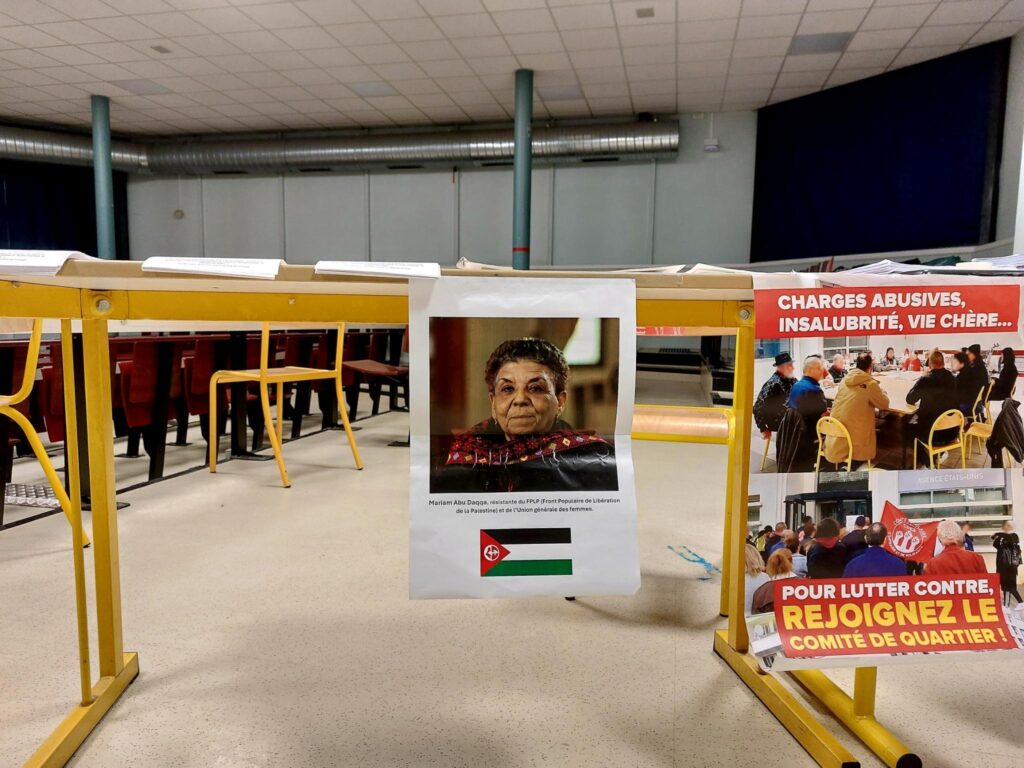 Mariam Abu Daqqa, résistante du FPLP (Front Populaire de Libération
de la Palestine) et de l'Union générale des femmes.
CHARGES ABUSIVES,
INSALUBRITÉ, VIE CHÈRE...
AGENCE ÉTATS-UNIS
POUR LUTTER CONTRE,
REJOIGNEZ LE
COMITÉ DE QUARTIER !